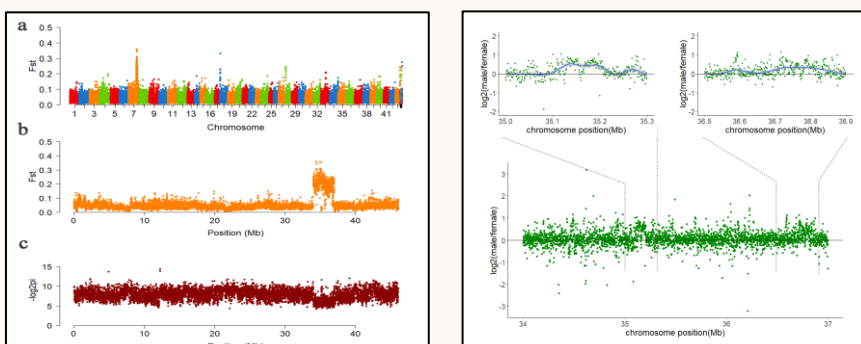 a
Fst
0.5
0.4
0.3
0.2
0.1
0.0
1 3 5 7 9 11 13 16 19 22 25 29 32 35 38 41
Chromosome
b
Fst
0.5
0.4
0.3
0.2
0.1
0.0
0 10 20 30 40
Position (Mb)
c
-log2pi
15
10
5
0
0 10 20 30 40
log2(male/female)
2
1
0
-1
-2
35.0 35.1 35.2 35.3
chromosome position(Mb)
log2(male/female)
2
1
0
-1
-2
36.5 36.6 36.7 36.8 36.9
chromosome position(Mb)
log2(male/female)
3
2
1
0
-1
-2
-3
34 35 36 37
chromosome position(Mb)